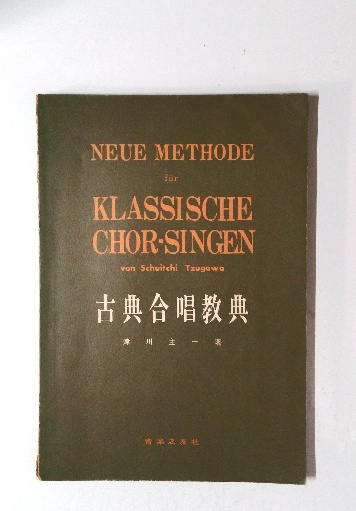 NEUE METHODE
für
KLASSISCHE
CHOR-SINGEN
von Schuitchi Tzugawa
古典合唱教典
津川主一著
音楽之友社